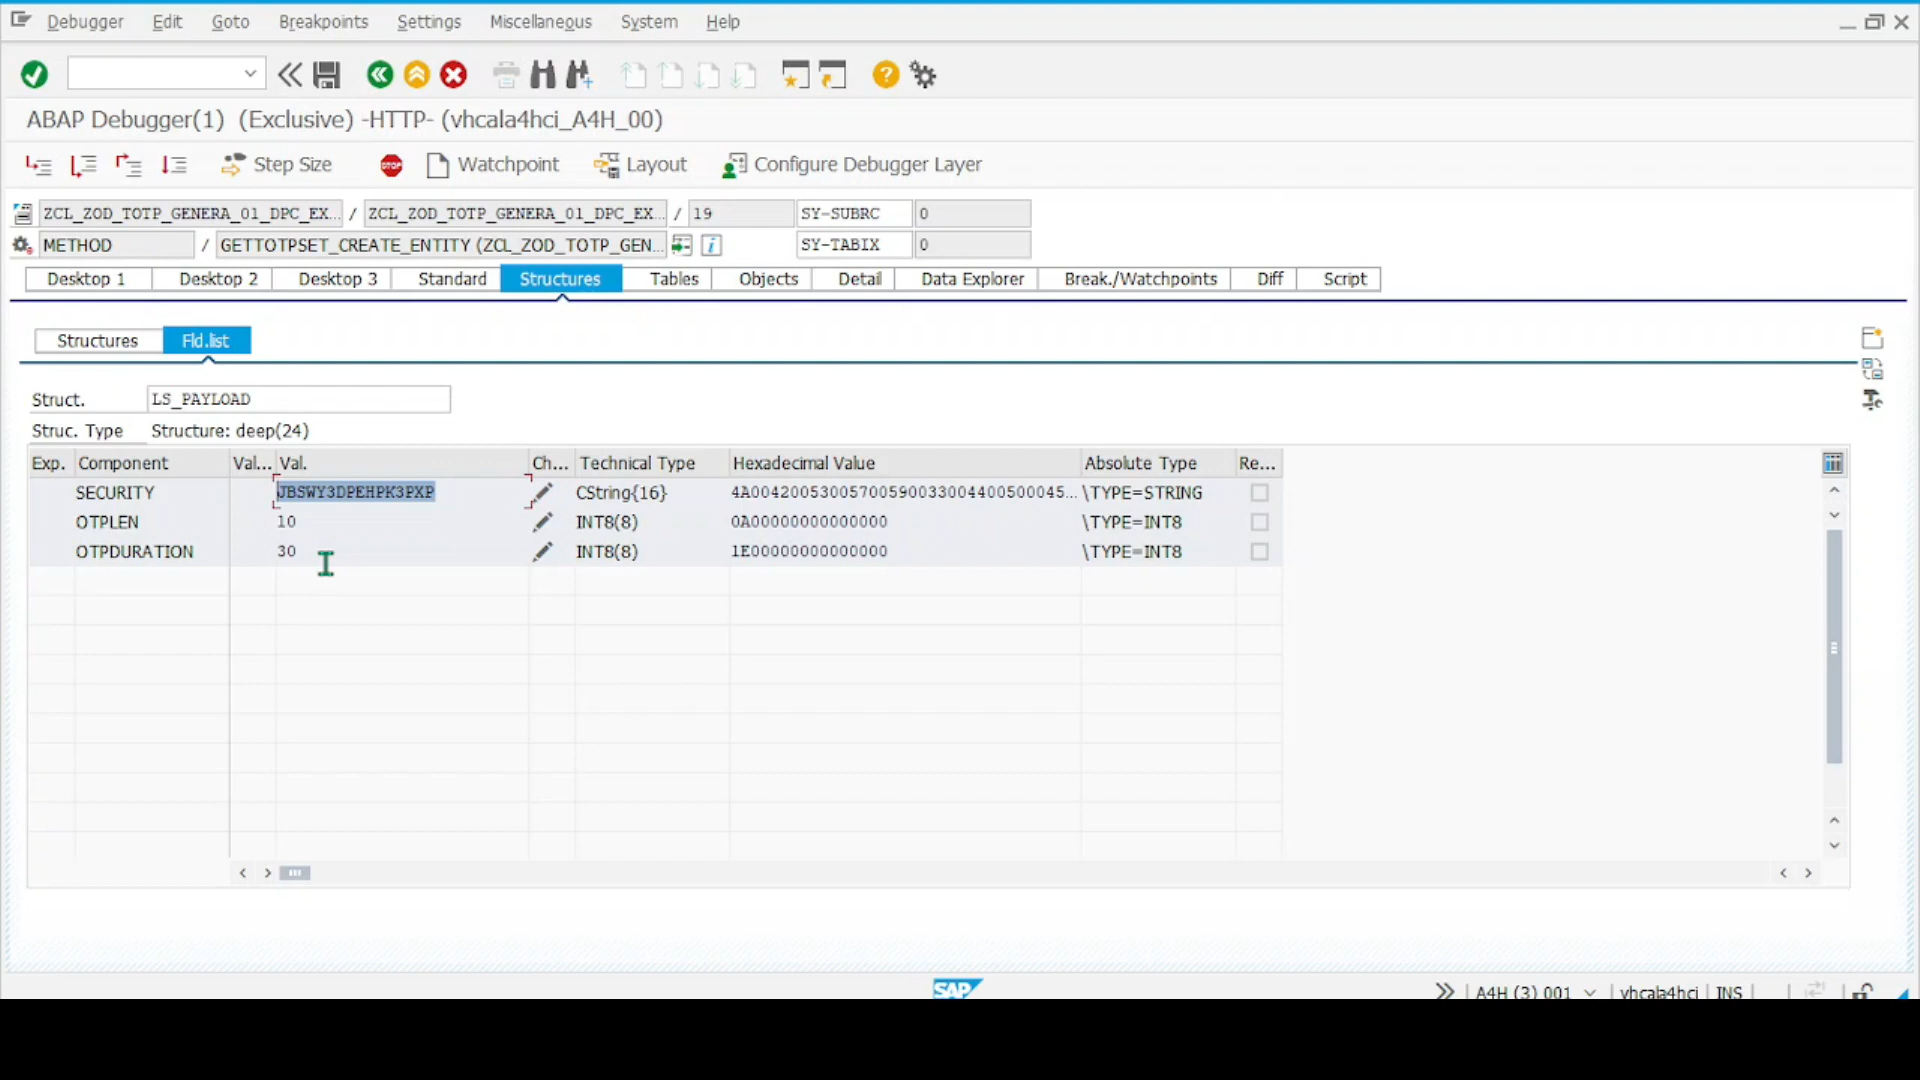 Debugger Edit Goto Breakpoints Settings Miscellaneous System Help
ABAP Debugger(1) (Exclusive) -HTTP- (vhcala4hci_A4H_00)
STOP Step Size Watchpoint Layout Configure Debugger Layer
ZCL_ZOD_TOTP_GENERA_01_DPC_EX... / ZCL_ZOD_TOTP_GENERA_01_DPC_EX... / 19 SY-SUBRC 0
METHOD / GETTOTPSET_CREATE_ENTITY (ZCL_ZOD_TOTP_GEN... SY-TABIX 0
Desktop 1 Desktop 2 Desktop 3 Standard Structures Tables Objects Detail Data Explorer Break./Watchpoints Diff Script
Structures Fld.list
Struct. LS_PAYLOAD
Struc. Type Structure: deep(24)
Exp. Component Val... Val. Ch... Technical Type Hexadecimal Value Absolute Type Re...
SECURITY JBSWY3DPEHPK3PXP CString{16} 4A004200530057005900330044005000045... \TYPE=STRING
OTPLEN 10 INT8(8) 0A00000000000000 \TYPE=INT8
OTPDURATION 30 INT8(8) 1E00000000000000 \TYPE=INT8
SAP A4H (3) 001 vhcala4hci INS